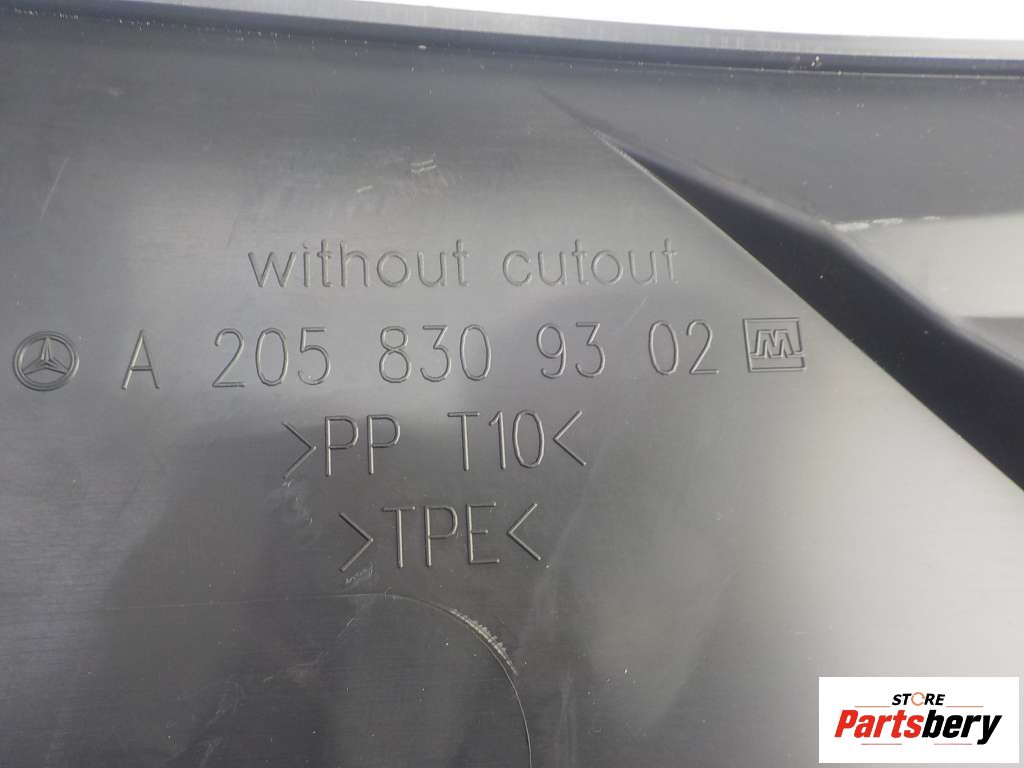 without cutout
A 205 830 93 02 M
>PP T10<
>TPE<
STORE
Partsbery